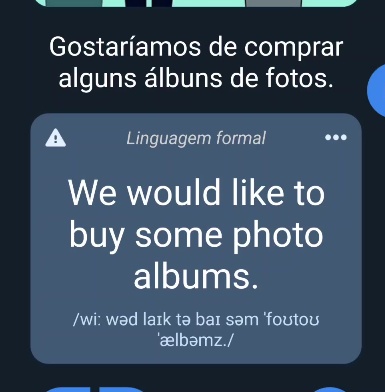 Gostaríamos de comprar
alguns álbuns de fotos.
Linguagem formal
We would like to
buy some photo
albums.
/wiː wəd laɪk tə baɪ səm ˈfoʊtoʊ
ˈælbəmz./